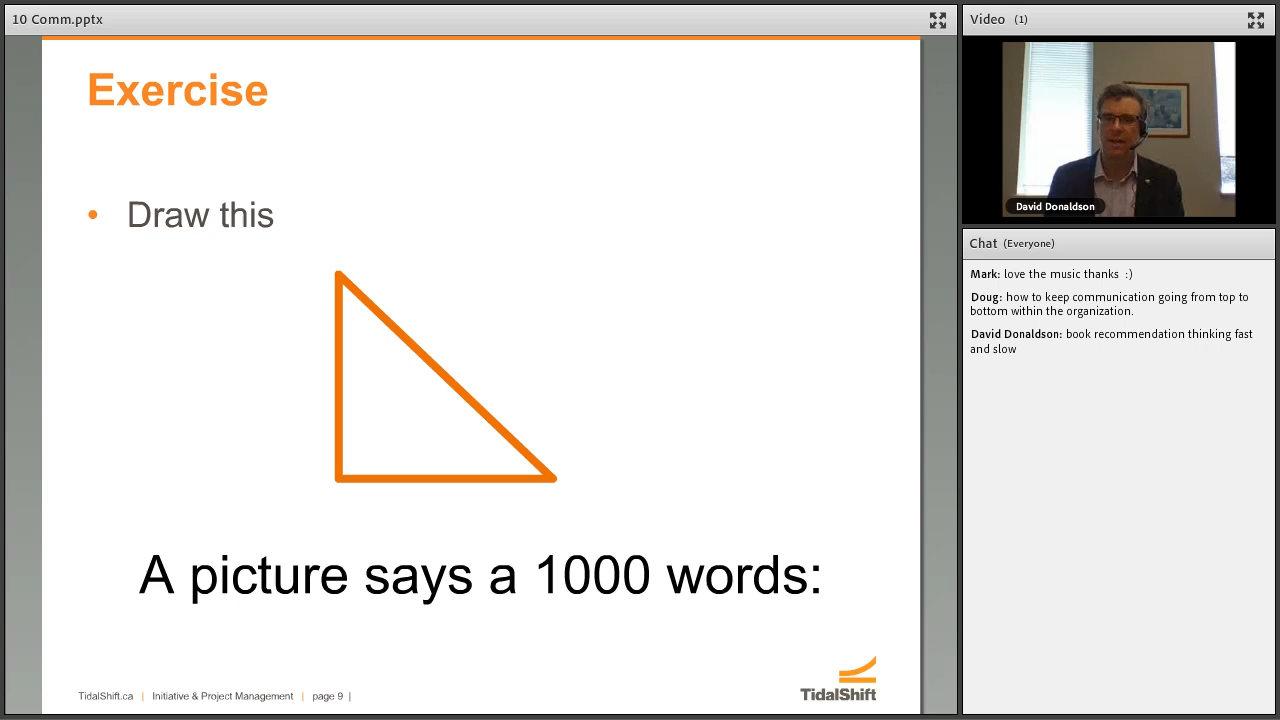 10 Comm.pptx
Exercise
• Draw this
A picture says a 1000 words:
TidalShift.ca | Initiative & Project Management | page 9 |
TidalShift
Video (1)
David Donaldson
Chat (Everyone)
Mark: love the music thanks :)
Doug: how to keep communication going from top to
bottom within the organization.
David Donaldson: book recommendation thinking fast
and slow